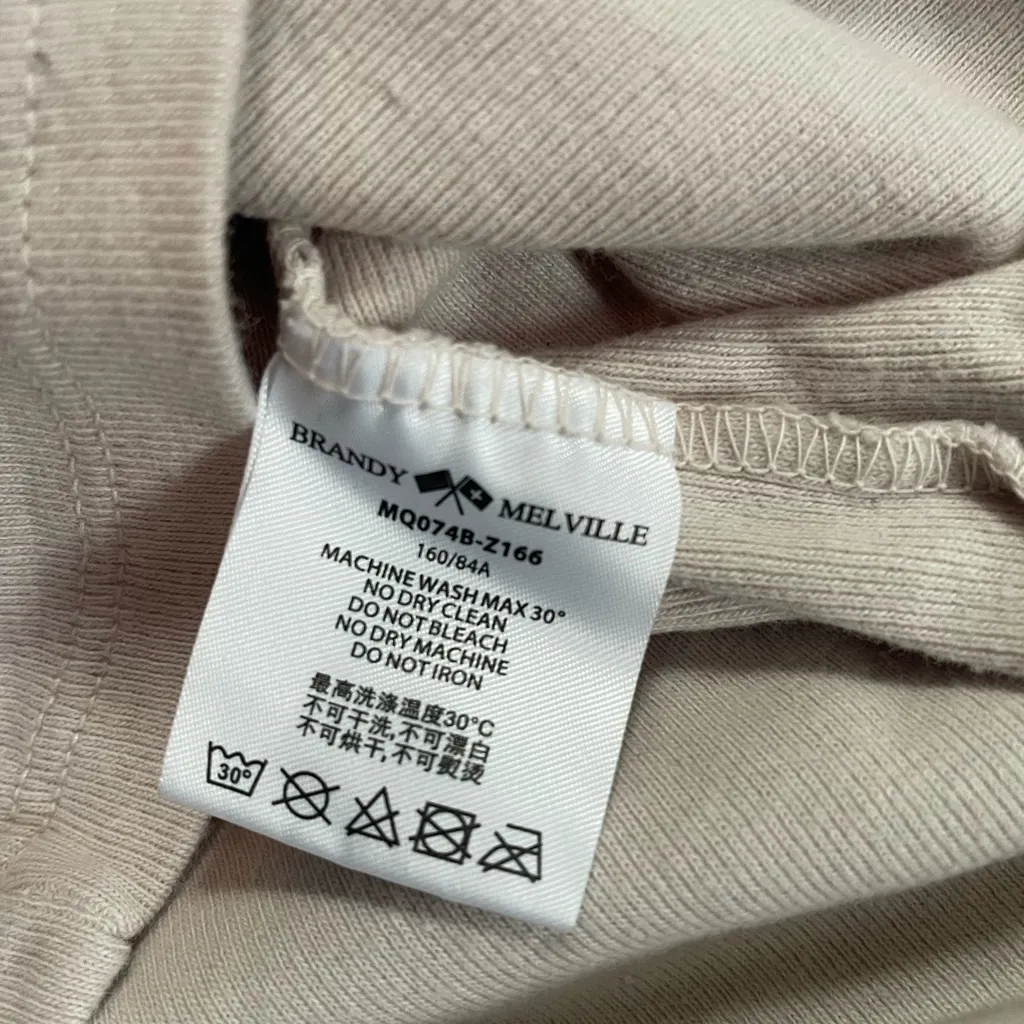 BRANDY MELVILLE
MQ074B-Z166
160/84A
MACHINE WASH MAX 30°
NO DRY CLEAN
DO NOT BLEACH
NO DRY MACHINE
DO NOT IRON
最高洗涤温度30°C
不可干洗,不可漂白
不可烘干,不可熨烫
30°